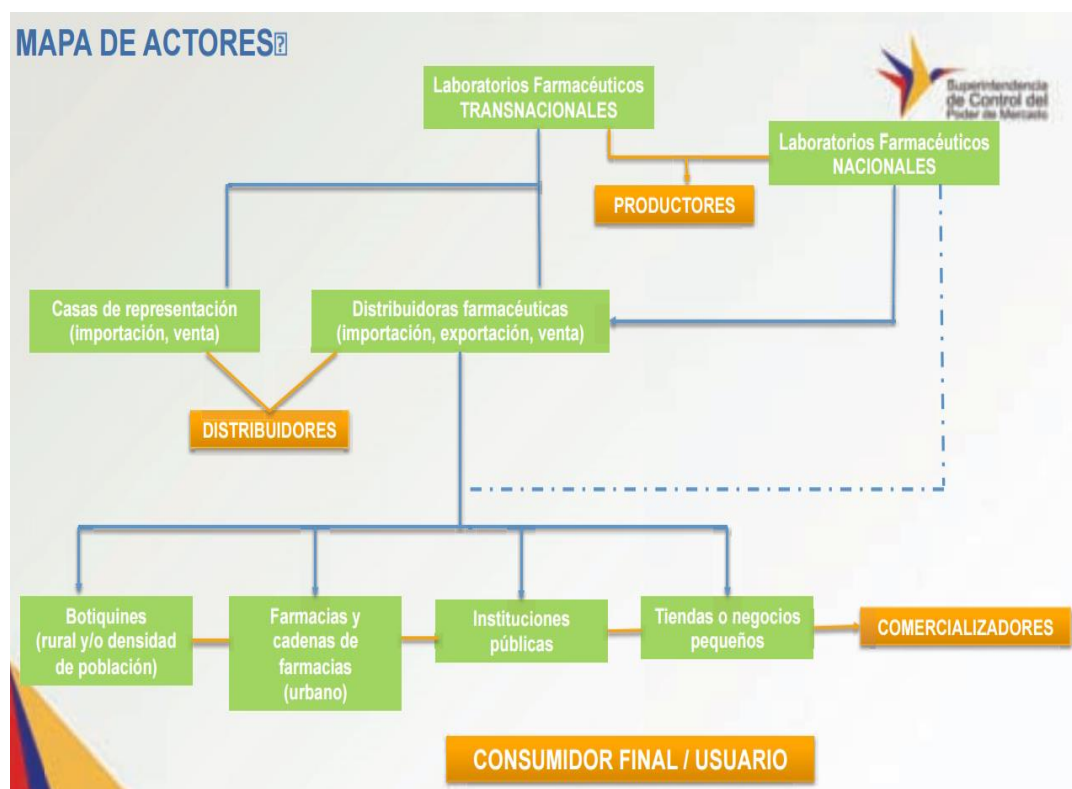 MAPA DE ACTORES
Laboratorios Farmacéuticos
TRANSNACIONALES
Superintendencia
de Control del
Poder de Mercado
Laboratorios Farmacéuticos
NACIONALES
PRODUCTORES
Casas de representación
(importación, venta)
Distribuidoras farmacéuticas
(importación, exportación, venta)
DISTRIBUIDORES
Botiquines
(rural y/o densidad
de población)
Farmacias y
cadenas de
farmacias
(urbano)
Instituciones
públicas
Tiendas o negocios
pequeños
COMERCIALIZADORES
CONSUMIDOR FINAL / USUARIO